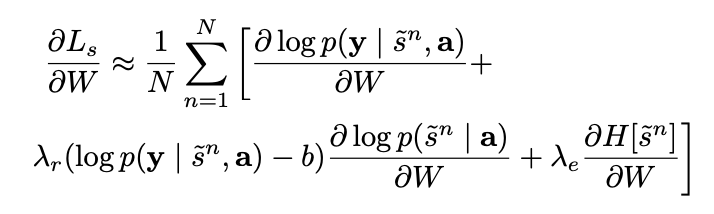 ∂L_s/∂W ≈ 1/N ∑_{n=1}^{N} [ ∂ log p(𝐲 | s̃ⁿ, 𝐚)/∂W +
λ_r(log p(𝐲 | s̃ⁿ, 𝐚) − b) ∂ log p(s̃ⁿ | 𝐚)/∂W + λ_e ∂H[s̃ⁿ]/∂W ]